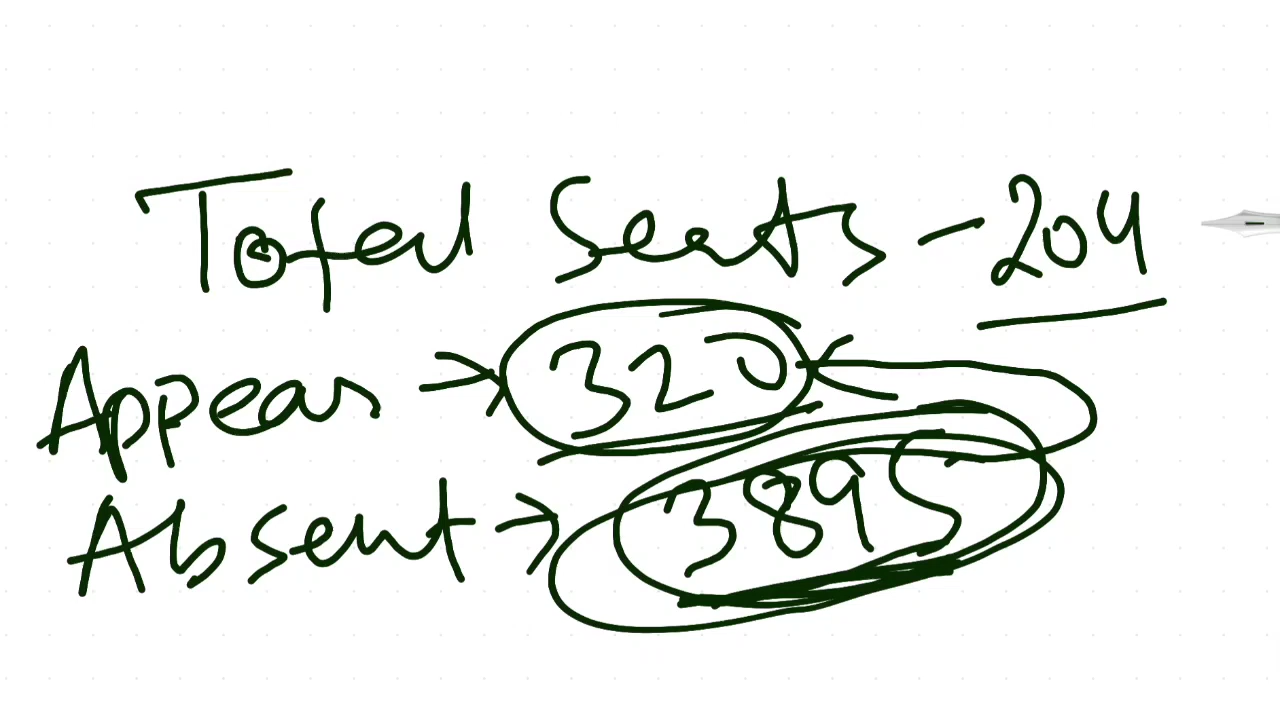 Total Seats - 204
Appear → 320
Absent → 3895